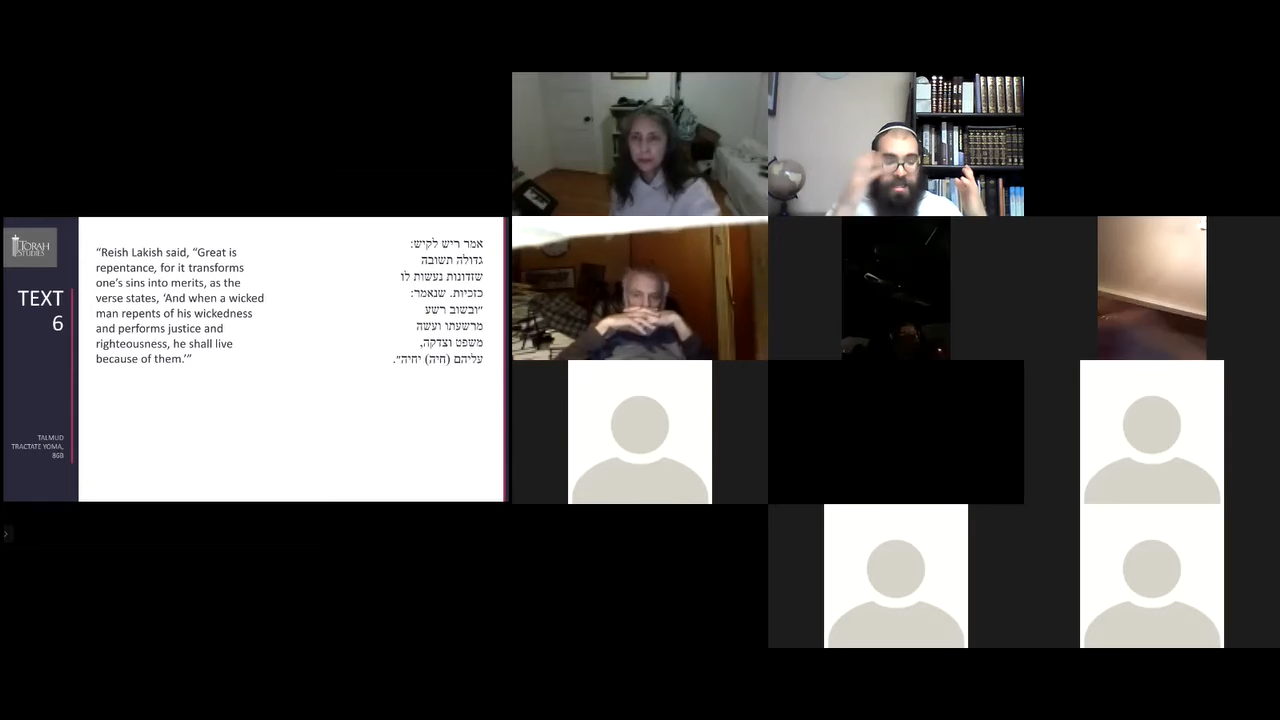 TORAH
STUDIES
TEXT
6
TALMUD
TRACTATE YOMA,
86B
“Reish Lakish said, “Great is
repentance, for it transforms
one’s sins into merits, as the
verse states, ‘And when a wicked
man repents of his wickedness
and performs justice and
righteousness, he shall live
because of them.’”
אמר ריש לקיש:
גדולה תשובה
שזדונות נעשות לו
כזכיות. שנאמר:
״ובשוב רשע
מרשעתו ועשה
משפט וצדקה,
עליהם (חיה) יחיה״.